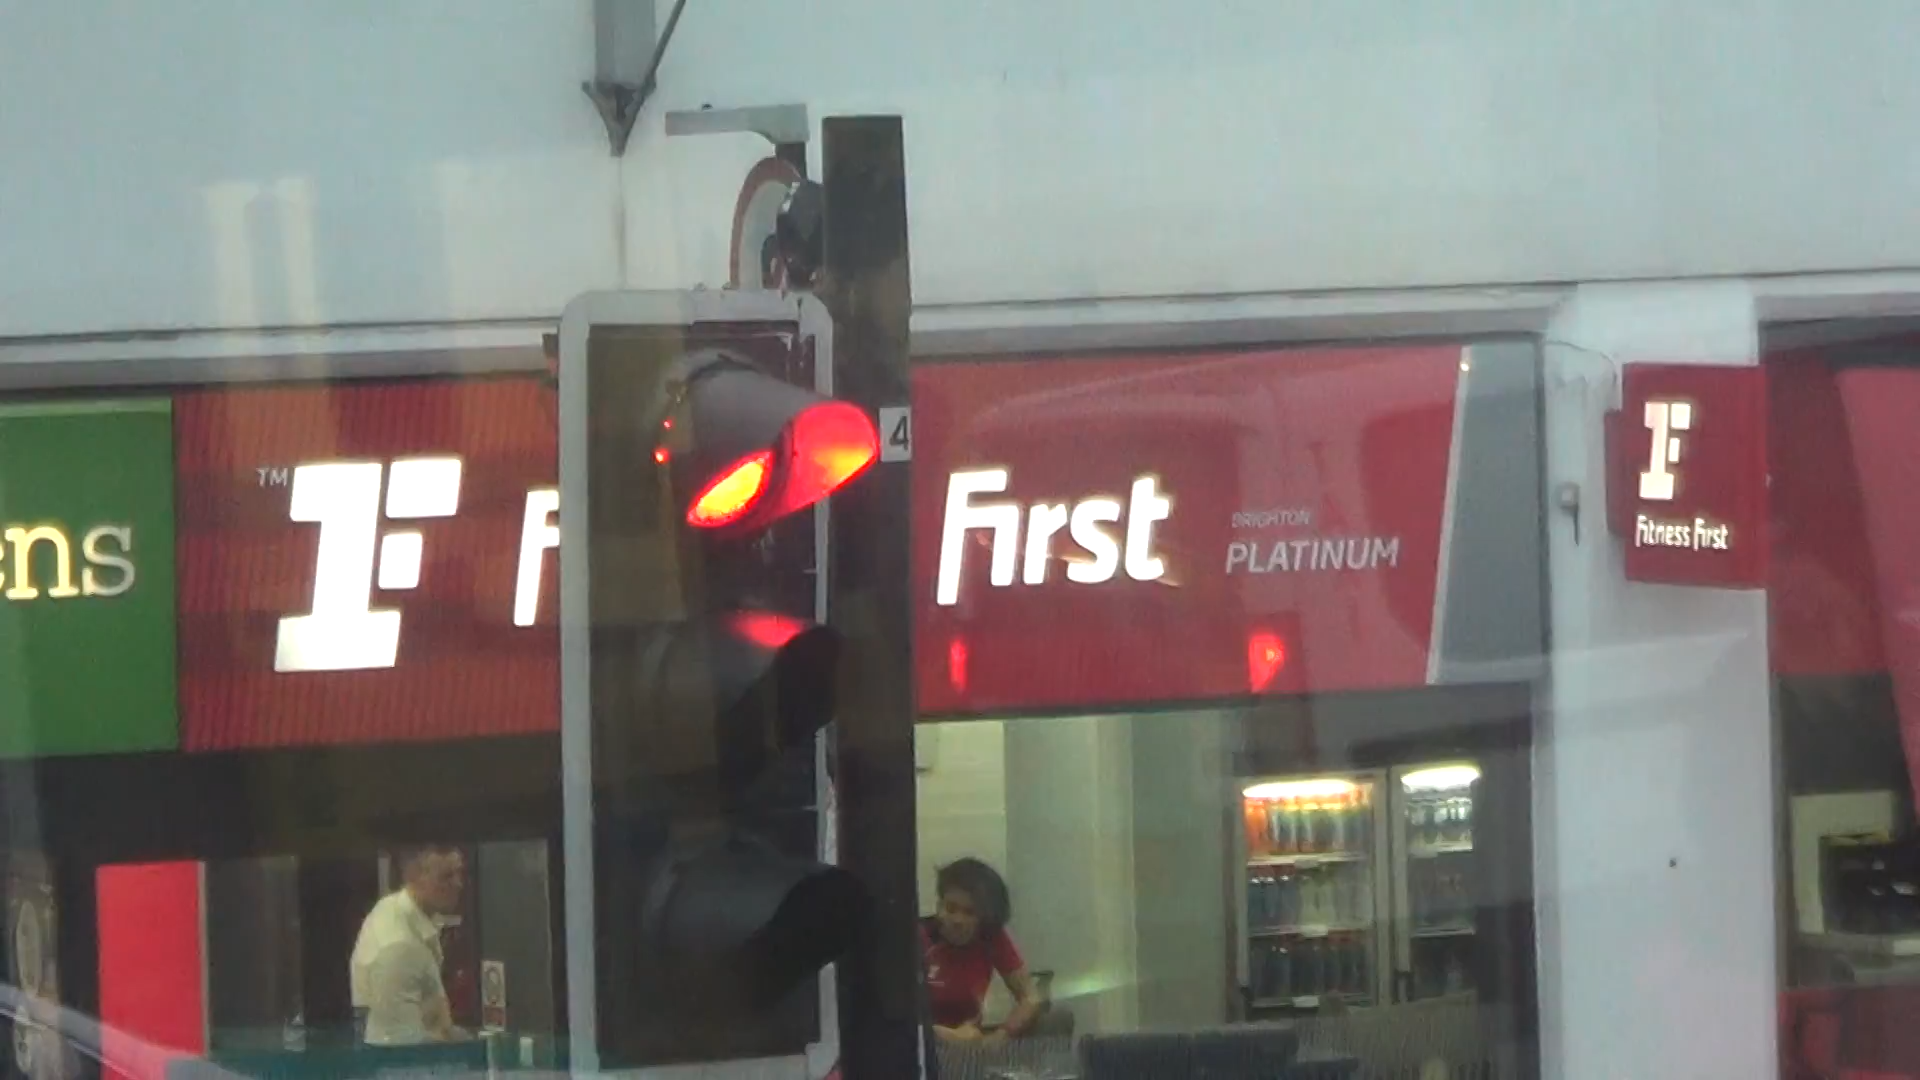 ens
TM
F
First
BRIGHTON
PLATINUM
4
Fitness First